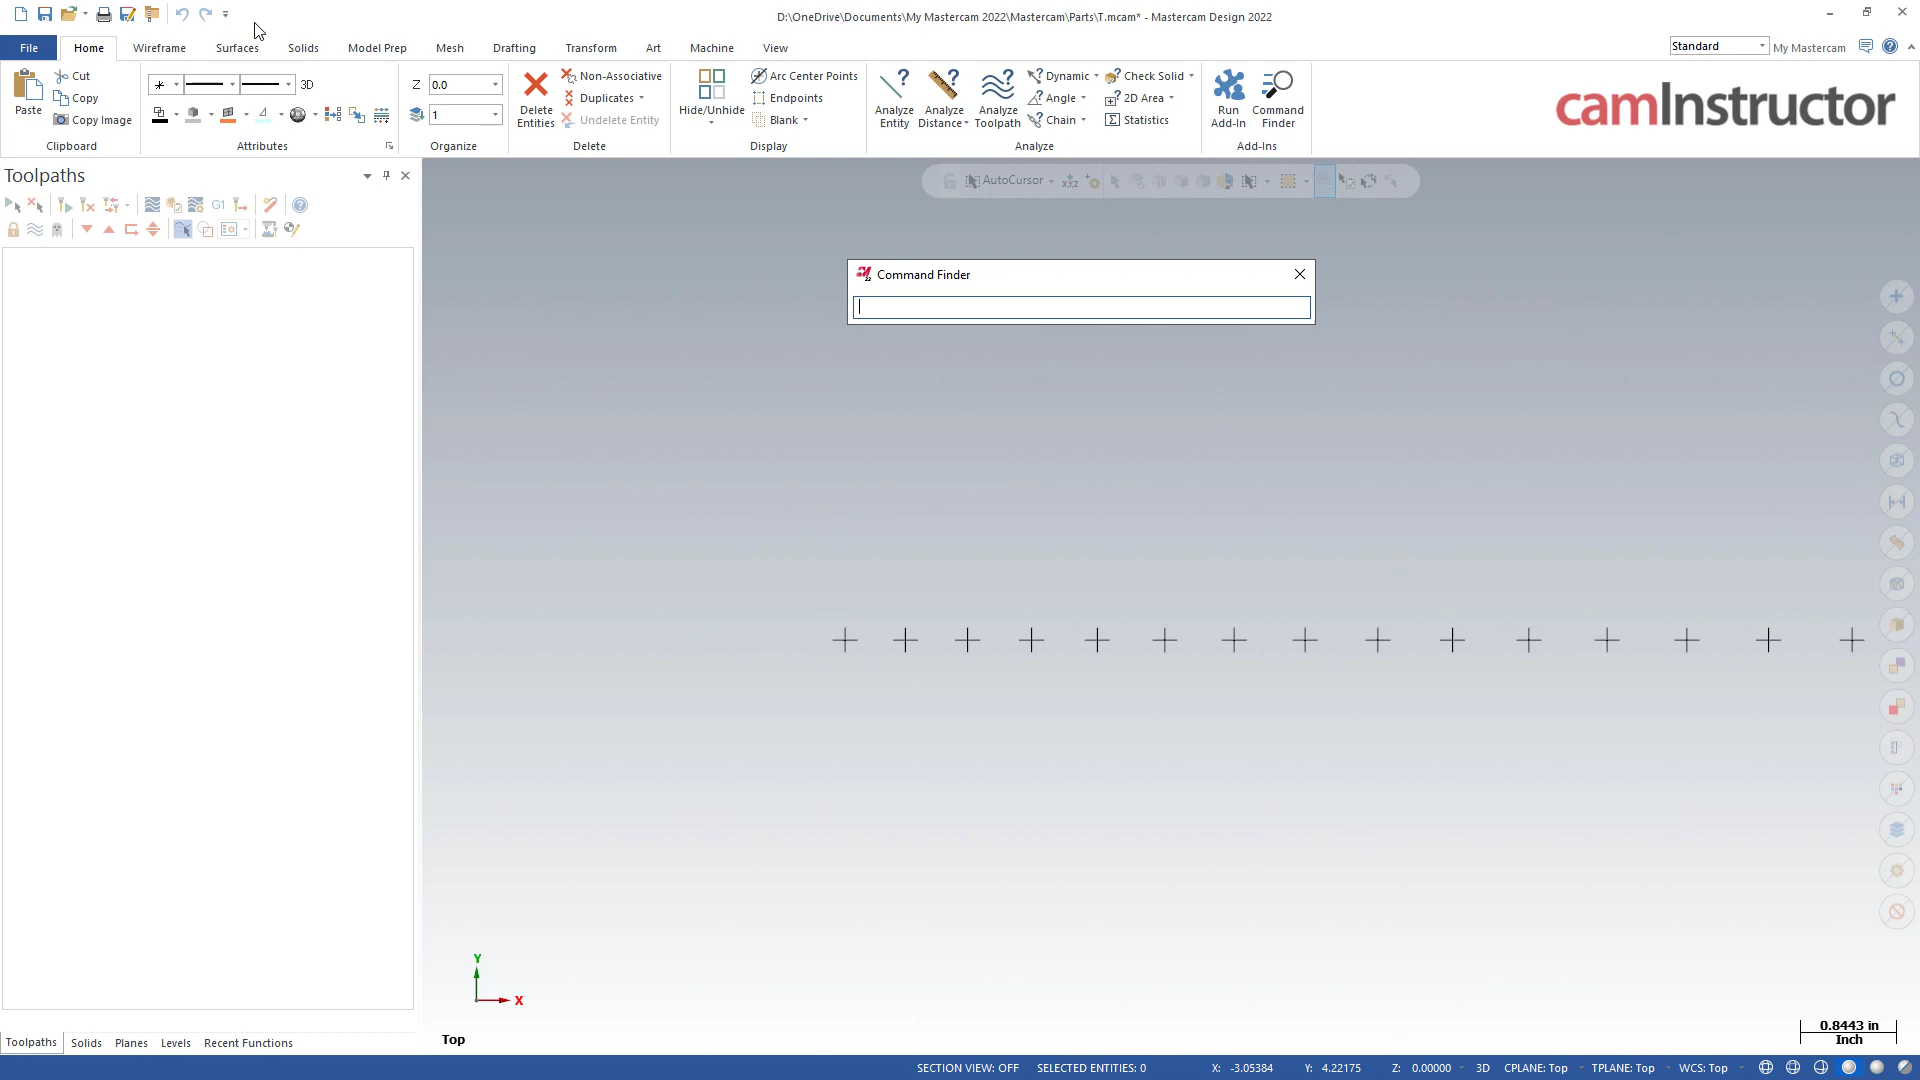 D:\OneDrive\Documents\My Mastercam 2022\Mastercam\Parts\T.mcam* - Mastercam Design 2022
File Home Wireframe Surfaces Solids Model Prep Mesh Drafting Transform Art Machine View
Standard My Mastercam
Paste
Cut
Copy
Copy Image
Clipboard
3D
Attributes
Z 0.0
1
Organize
Delete Entities
Non-Associative
Duplicates
Undelete Entity
Delete
Hide/Unhide
Arc Center Points
Endpoints
Blank
Display
Analyze Entity
Analyze Distance
Analyze Toolpath
Dynamic
Angle
Chain
Check Solid
2D Area
Statistics
Analyze
Run Add-In
Command Finder
Add-Ins
camInstructor
Toolpaths
G1
AutoCursor
XYZ
Command Finder
Y
X
Top
0.8443 in
Inch
Toolpaths Solids Planes Levels Recent Functions
SECTION VIEW: OFF SELECTED ENTITIES: 0 X: -3.05384 Y: 4.22175 Z: 0.00000 3D CPLANE: Top TPLANE: Top WCS: Top